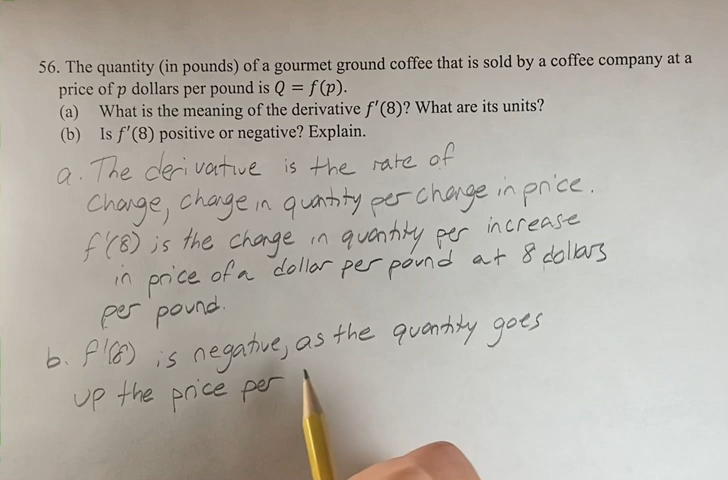 56. The quantity (in pounds) of a gourmet ground coffee that is sold by a coffee company at a
price of p dollars per pound is Q = f(p).
(a) What is the meaning of the derivative f'(8)? What are its units?
(b) Is f'(8) positive or negative? Explain.
a. The derivative is the rate of
change, change in quantity per change in price.
f'(8) is the change in quantity per increase
in price of a dollar per pound at 8 dollars
per pound.
b. f'(8) is negative, as the quantity goes
up the price per